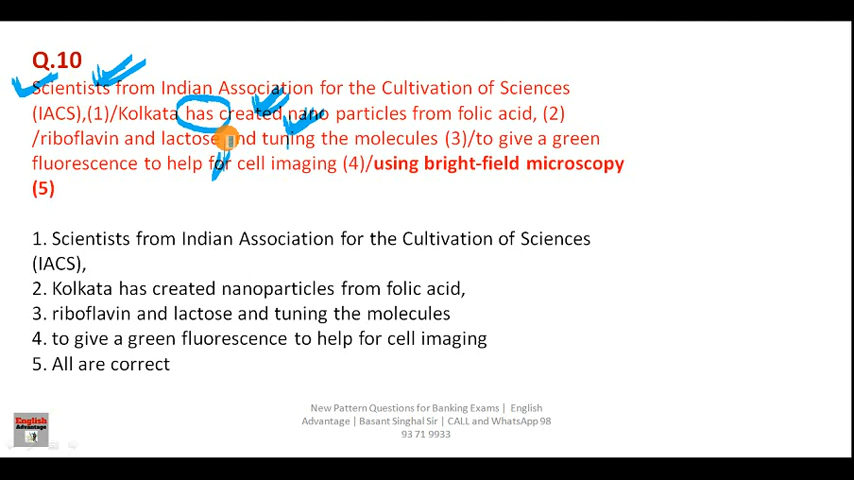 Q.10
Scientists from Indian Association for the Cultivation of Sciences
(IACS),(1)/Kolkata has created nano particles from folic acid, (2)
/riboflavin and lactose and tuning the molecules (3)/to give a green
fluorescence to help for cell imaging (4)/using bright-field microscopy
(5)
1. Scientists from Indian Association for the Cultivation of Sciences
(IACS),
2. Kolkata has created nanoparticles from folic acid,
3. riboflavin and lactose and tuning the molecules
4. to give a green fluorescence to help for cell imaging
5. All are correct
New Pattern Questions for Banking Exams | English
Advantage | Basant Singhal Sir | CALL and WhatsApp 98
93 71 9933
English
Advantage